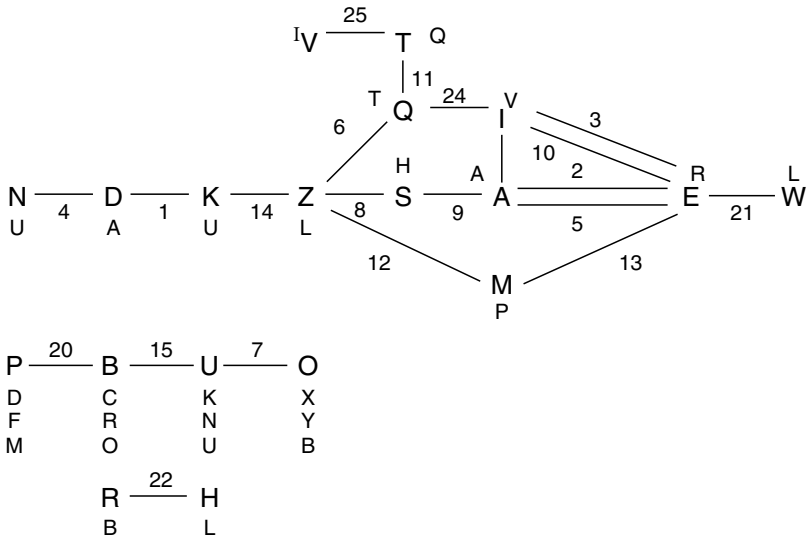 25
I V T Q
11
T Q 24 I V
6 3
H 10
A 2 R L
N D K Z S A E W
4 1 14 8 9 21
U A U L 5
12 13
M
P
20 15 7
P B U O
D C K X
F R N Y
M O U B
22
R H
B L